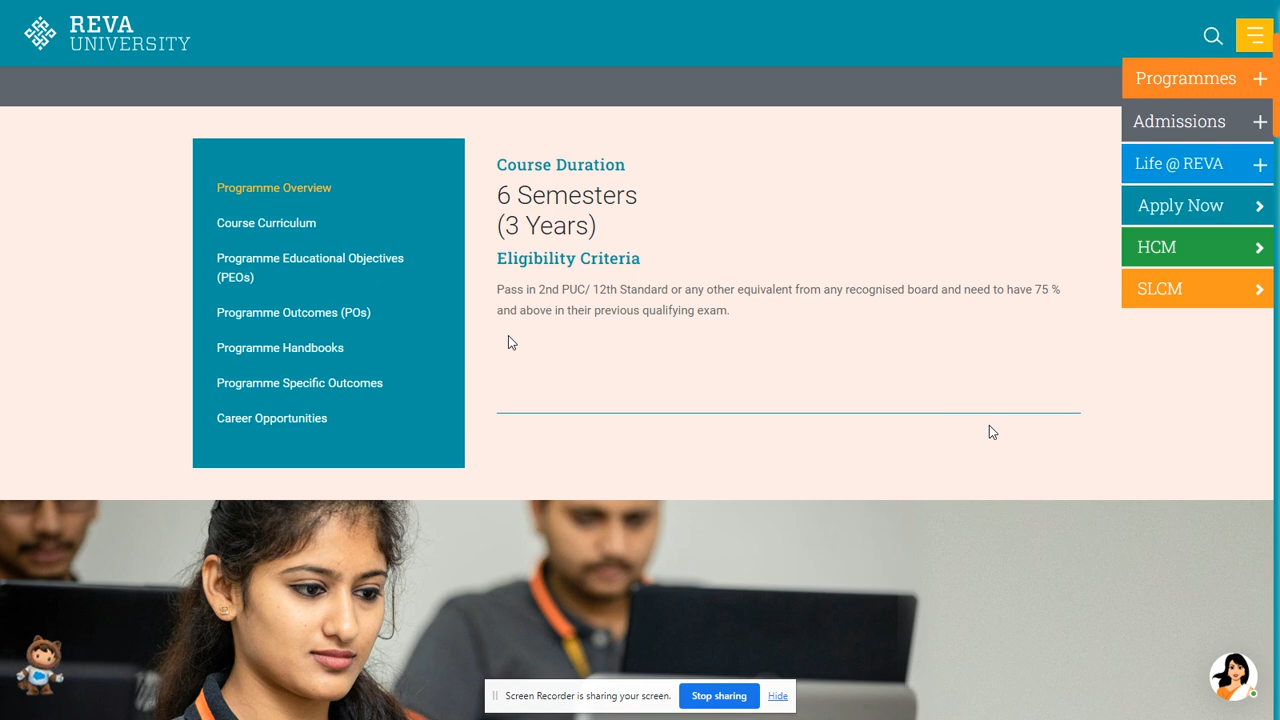 REVA
UNIVERSITY
Programmes
Admissions
Life @ REVA
Apply Now
HCM
SLCM
Programme Overview
Course Curriculum
Programme Educational Objectives
(PEOs)
Programme Outcomes (POs)
Programme Handbooks
Programme Specific Outcomes
Career Opportunities
Course Duration
6 Semesters
(3 Years)
Eligibility Criteria
Pass in 2nd PUC/ 12th Standard or any other equivalent from any recognised board and need to have 75 %
and above in their previous qualifying exam.
Screen Recorder is sharing your screen. Stop sharing Hide